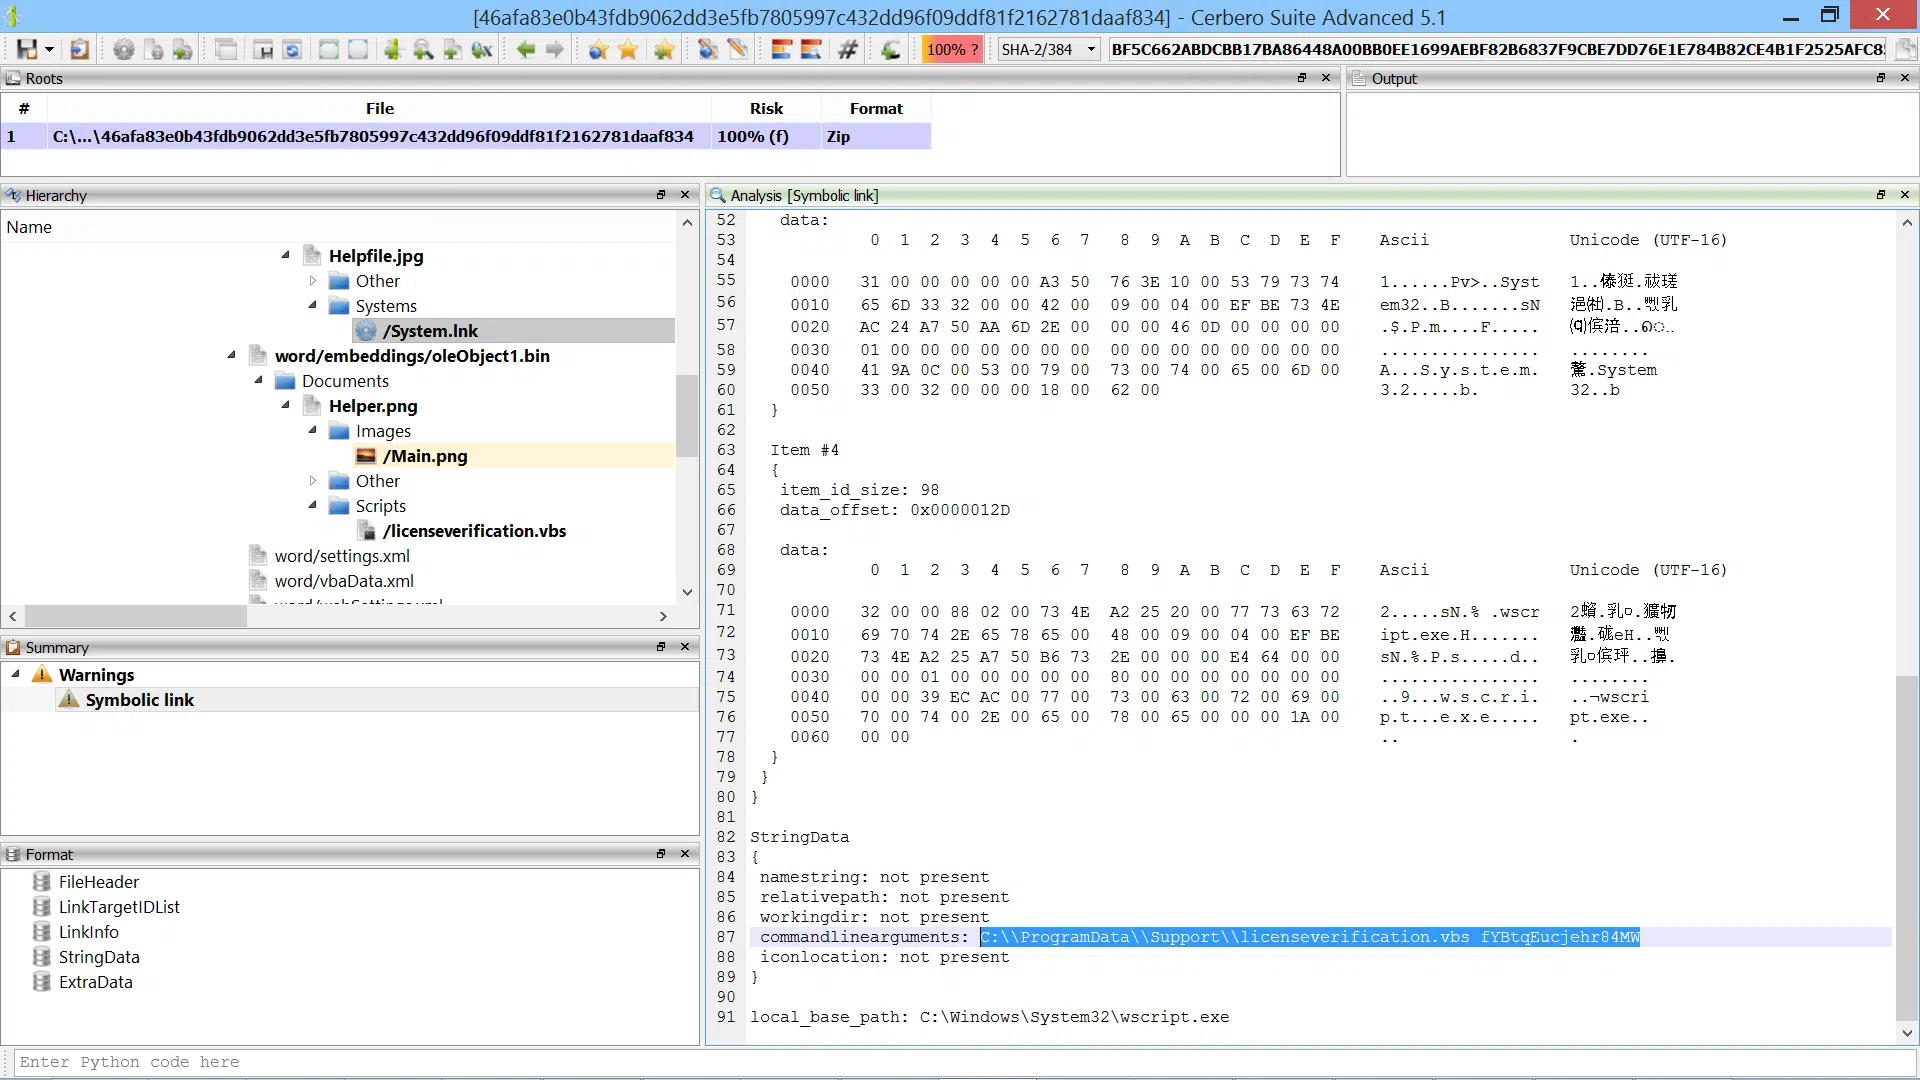 [46afa83e0b43fdb9062dd3e5fb7805997c432dd96f09ddf81f2162781daaf834] - Cerbero Suite Advanced 5.1
100% ?
SHA-2/384
BF5C662ABDCBB17BA86448A00BB0EE1699AEBF82B6837F9CBE7DD76E1E784B82CE4B1F2525AFC8
Roots
# File Risk Format
1 C:\...\46afa83e0b43fdb9062dd3e5fb7805997c432dd96f09ddf81f2162781daaf834 100% (f) Zip
Output
Hierarchy
Name
Helpfile.jpg
Other
Systems
/System.lnk
word/embeddings/oleObject1.bin
Documents
Helper.png
Images
/Main.png
Other
Scripts
/licenseverification.vbs
word/settings.xml
word/vbaData.xml
Summary
Warnings
Symbolic link
Format
FileHeader
LinkTargetIDList
LinkInfo
StringData
ExtraData
Analysis [Symbolic link]
52 data:
53 0 1 2 3 4 5 6 7 8 9 A B C D E F Ascii Unicode (UTF-16)
54
55 0000 31 00 00 00 00 00 A3 50 76 3E 10 00 53 79 73 74 1......Pv>..Syst
56 0010 65 6D 33 32 00 00 42 00 09 00 04 00 EF BE 73 4E em32..B.......sN
57 0020 AC 24 A7 50 AA 6D 2E 00 00 00 46 0D 00 00 00 00 .$.P.m....F.....
58 0030 01 00 00 00 00 00 00 00 00 00 00 00 00 00 00 00 ................ ........
59 0040 41 9A 0C 00 53 00 79 00 73 00 74 00 65 00 6D 00 A...S.y.s.t.e.m. 驁.System
60 0050 33 00 32 00 00 00 18 00 62 00 3.2.....b. 32..b
61 }
62
63 Item #4
64 {
65 item_id_size: 98
66 data_offset: 0x0000012D
67
68 data:
69 0 1 2 3 4 5 6 7 8 9 A B C D E F Ascii Unicode (UTF-16)
70
71 0000 32 00 00 88 02 00 73 4E A2 25 20 00 77 73 63 72 2.....sN.% .wscr
72 0010 69 70 74 2E 65 78 65 00 48 00 09 00 04 00 EF BE ipt.exe.H.......
73 0020 73 4E A2 25 A7 50 B6 73 2E 00 00 00 E4 64 00 00 sN.%.P.s.....d..
74 0030 00 00 01 00 00 00 00 00 80 00 00 00 00 00 00 00 ................ ........
75 0040 00 00 39 EC AC 00 77 00 73 00 63 00 72 00 69 00 ..9...w.s.c.r.i. ..¬wscri
76 0050 70 00 74 00 2E 00 65 00 78 00 65 00 00 00 1A 00 p.t...e.x.e..... pt.exe..
77 0060 00 00 .. .
78 }
79 }
80 }
81
82 StringData
83 {
84 namestring: not present
85 relativepath: not present
86 workingdir: not present
87 commandlinearguments: C:\\ProgramData\\Support\\licenseverification.vbs fYBtqEucjehr84MW
88 iconlocation: not present
89 }
90
91 local_base_path: C:\Windows\System32\wscript.exe
Enter Python code here